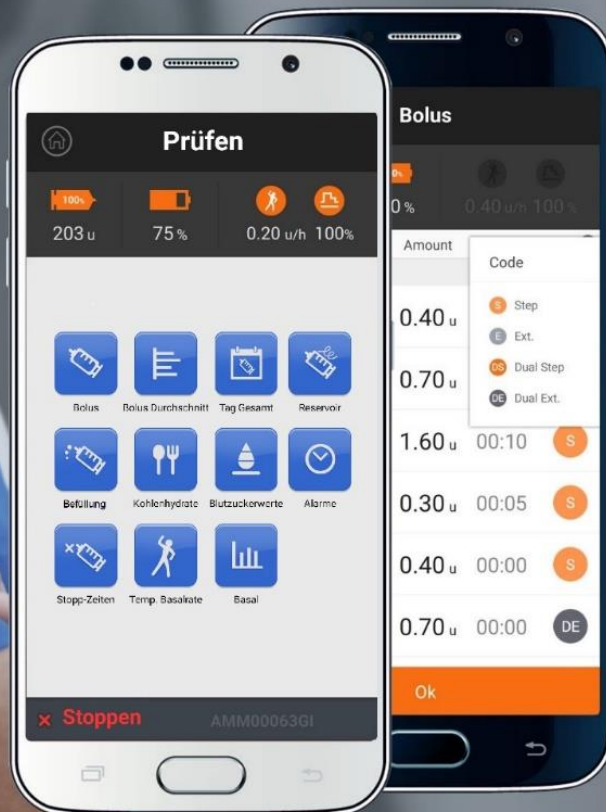 Prüfen
100%
203 u
75 %
0.20 u/h 100%
Bolus
Bolus Durchschnitt
Tag Gesamt
Reservoir
Befüllung
Kohlenhydrate
Blutzuckerwerte
Alarme
Stopp-Zeiten
Temp. Basalrate
Basal
× Stoppen
AMM00063GI
Bolus
0%
0 %
0.40 u/h 100 %
Amount
Code
S Step
E Ext.
DS Dual Step
DE Dual Ext.
0.40 u
0.70 u
1.60 u 00:10 S
0.30 u 00:05 S
0.40 u 00:00 S
0.70 u 00:00 DE
Ok